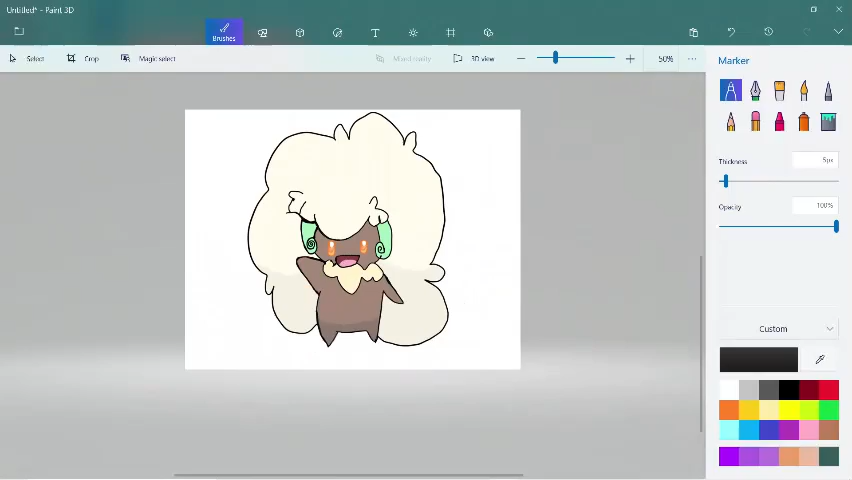 Untitled* - Paint 3D
Brushes
Select
Crop
Magic select
Mixed reality
3D view
50%
Marker
Thickness
5px
Opacity
100%
Custom